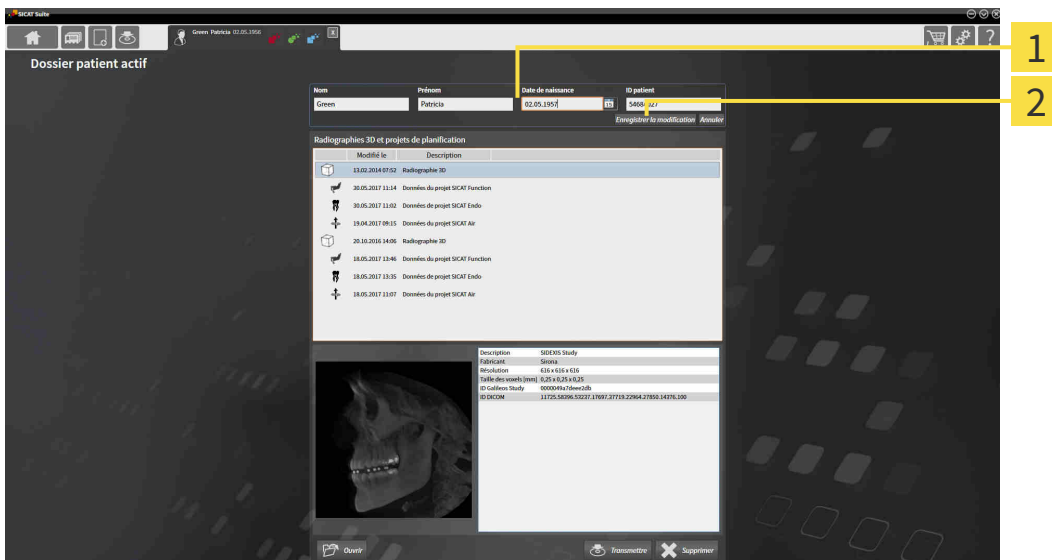 SICAT Suite
Green Patricia 02.05.1956
x
?
Dossier patient actif
Nom Prénom Date de naissance ID patient
Green Patricia 02.05.1957 15
Enregistrer la modification Annuler
Radiographies 3D et projets de planification
Modifié le Description
13.02.2014 07:52 Radiographie 3D
30.05.2017 11:14 Données du projet SICAT Function
30.05.2017 11:02 Données de projet SICAT Endo
19.04.2017 09:15 Données du projet SICAT Air
20.10.2016 14:06 Radiographie 3D
18.05.2017 13:46 Données du projet SICAT Function
18.05.2017 13:35 Données de projet SICAT Endo
18.05.2017 11:07 Données du projet SICAT Air
Description SIDEXIS Study
Fabricant Sirona
Résolution 616 x 616 x 616
Taille des voxels (mm) 0,25 x 0,25 x 0,25
ID Galileos Study 0000049a7deee2db
ID DICOM 11725.58396.53237.17697.37719.22964.27850.14376.100
Ouvrir Transmettre Supprimer
1
2